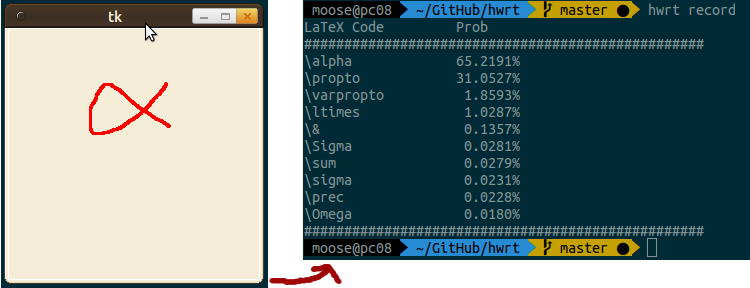 tk
α
moose@pc08 ~/GitHub/hwrt master ● hwrt record
LaTeX Code Prob
##################################################
\alpha 65.2191%
\propto 31.0527%
\varpropto 1.8593%
\ltimes 1.0287%
\& 0.1357%
\Sigma 0.0281%
\sum 0.0279%
\sigma 0.0231%
\prec 0.0228%
\Omega 0.0180%
##################################################
moose@pc08 ~/GitHub/hwrt master ●